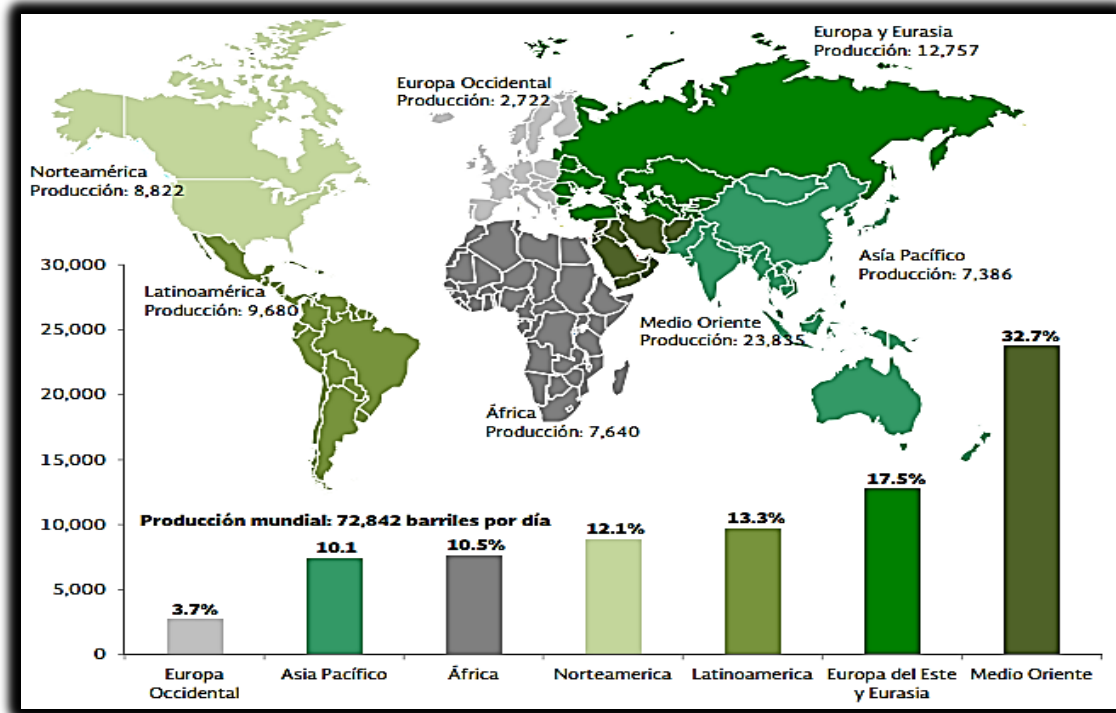 Europa y Eurasia
Producción: 12,757
Europa Occidental
Producción: 2,722
Norteamérica
Producción: 8,822
Asía Pacífico
Producción: 7,386
Latinoamérica
Producción: 9,680
Medio Oriente
Producción: 23,835
África
Producción: 7,640
30,000
25,000
20,000
15,000
10,000
5,000
0
Producción mundial: 72,842 barriles por día
3.7%
10.1
10.5%
12.1%
13.3%
17.5%
32.7%
Europa
Occidental
Asia Pacífico
África
Norteamerica
Latinoamerica
Europa del Este
y Eurasia
Medio Oriente